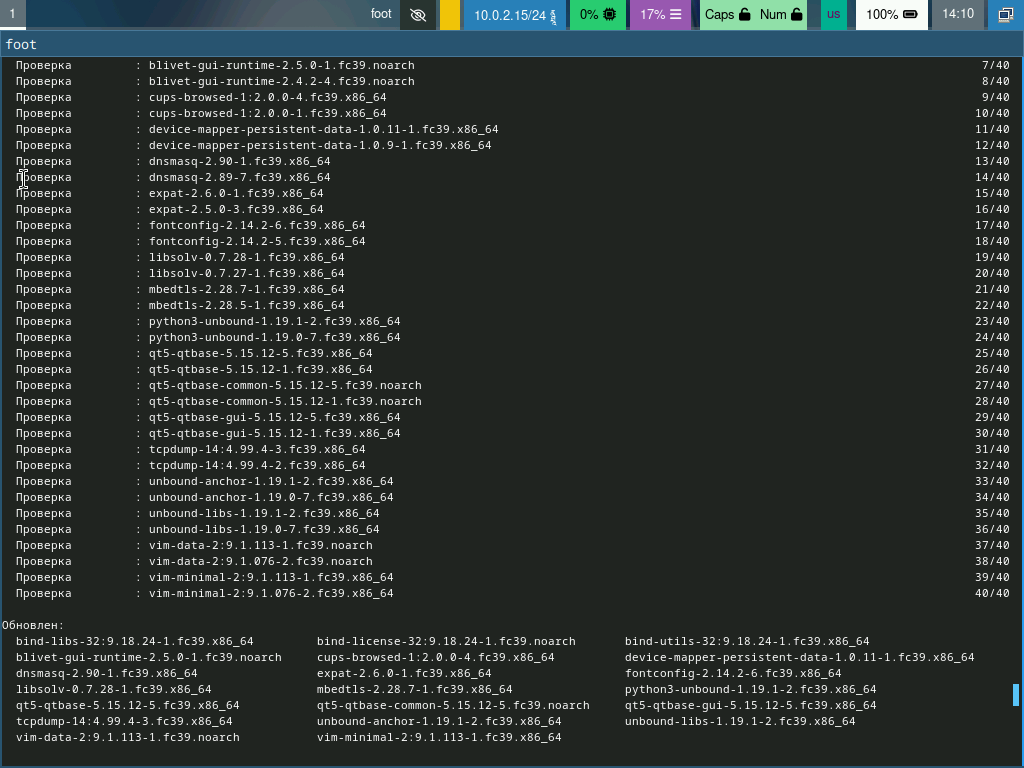 1 foot 10.0.2.15/24 0% 17% Caps Num us 100% 14:10
foot
Проверка : blivet-gui-runtime-2.5.0-1.fc39.noarch 7/40
Проверка : blivet-gui-runtime-2.4.2-4.fc39.noarch 8/40
Проверка : cups-browsed-1:2.0.0-4.fc39.x86_64 9/40
Проверка : cups-browsed-1:2.0.0-1.fc39.x86_64 10/40
Проверка : device-mapper-persistent-data-1.0.11-1.fc39.x86_64 11/40
Проверка : device-mapper-persistent-data-1.0.9-1.fc39.x86_64 12/40
Проверка : dnsmasq-2.90-1.fc39.x86_64 13/40
Проверка : dnsmasq-2.89-7.fc39.x86_64 14/40
Проверка : expat-2.6.0-1.fc39.x86_64 15/40
Проверка : expat-2.5.0-3.fc39.x86_64 16/40
Проверка : fontconfig-2.14.2-6.fc39.x86_64 17/40
Проверка : fontconfig-2.14.2-5.fc39.x86_64 18/40
Проверка : libsolv-0.7.28-1.fc39.x86_64 19/40
Проверка : libsolv-0.7.27-1.fc39.x86_64 20/40
Проверка : mbedtls-2.28.7-1.fc39.x86_64 21/40
Проверка : mbedtls-2.28.5-1.fc39.x86_64 22/40
Проверка : python3-unbound-1.19.1-2.fc39.x86_64 23/40
Проверка : python3-unbound-1.19.0-7.fc39.x86_64 24/40
Проверка : qt5-qtbase-5.15.12-5.fc39.x86_64 25/40
Проверка : qt5-qtbase-5.15.12-1.fc39.x86_64 26/40
Проверка : qt5-qtbase-common-5.15.12-5.fc39.noarch 27/40
Проверка : qt5-qtbase-common-5.15.12-1.fc39.noarch 28/40
Проверка : qt5-qtbase-gui-5.15.12-5.fc39.x86_64 29/40
Проверка : qt5-qtbase-gui-5.15.12-1.fc39.x86_64 30/40
Проверка : tcpdump-14:4.99.4-3.fc39.x86_64 31/40
Проверка : tcpdump-14:4.99.4-2.fc39.x86_64 32/40
Проверка : unbound-anchor-1.19.1-2.fc39.x86_64 33/40
Проверка : unbound-anchor-1.19.0-7.fc39.x86_64 34/40
Проверка : unbound-libs-1.19.1-2.fc39.x86_64 35/40
Проверка : unbound-libs-1.19.0-7.fc39.x86_64 36/40
Проверка : vim-data-2:9.1.113-1.fc39.noarch 37/40
Проверка : vim-data-2:9.1.076-2.fc39.noarch 38/40
Проверка : vim-minimal-2:9.1.113-1.fc39.x86_64 39/40
Проверка : vim-minimal-2:9.1.076-2.fc39.x86_64 40/40
Обновлен:
bind-libs-32:9.18.24-1.fc39.x86_64 bind-license-32:9.18.24-1.fc39.noarch bind-utils-32:9.18.24-1.fc39.x86_64
blivet-gui-runtime-2.5.0-1.fc39.noarch cups-browsed-1:2.0.0-4.fc39.x86_64 device-mapper-persistent-data-1.0.11-1.fc39.x86_64
dnsmasq-2.90-1.fc39.x86_64 expat-2.6.0-1.fc39.x86_64 fontconfig-2.14.2-6.fc39.x86_64
libsolv-0.7.28-1.fc39.x86_64 mbedtls-2.28.7-1.fc39.x86_64 python3-unbound-1.19.1-2.fc39.x86_64
qt5-qtbase-5.15.12-5.fc39.x86_64 qt5-qtbase-common-5.15.12-5.fc39.noarch qt5-qtbase-gui-5.15.12-5.fc39.x86_64
tcpdump-14:4.99.4-3.fc39.x86_64 unbound-anchor-1.19.1-2.fc39.x86_64 unbound-libs-1.19.1-2.fc39.x86_64
vim-data-2:9.1.113-1.fc39.noarch vim-minimal-2:9.1.113-1.fc39.x86_64